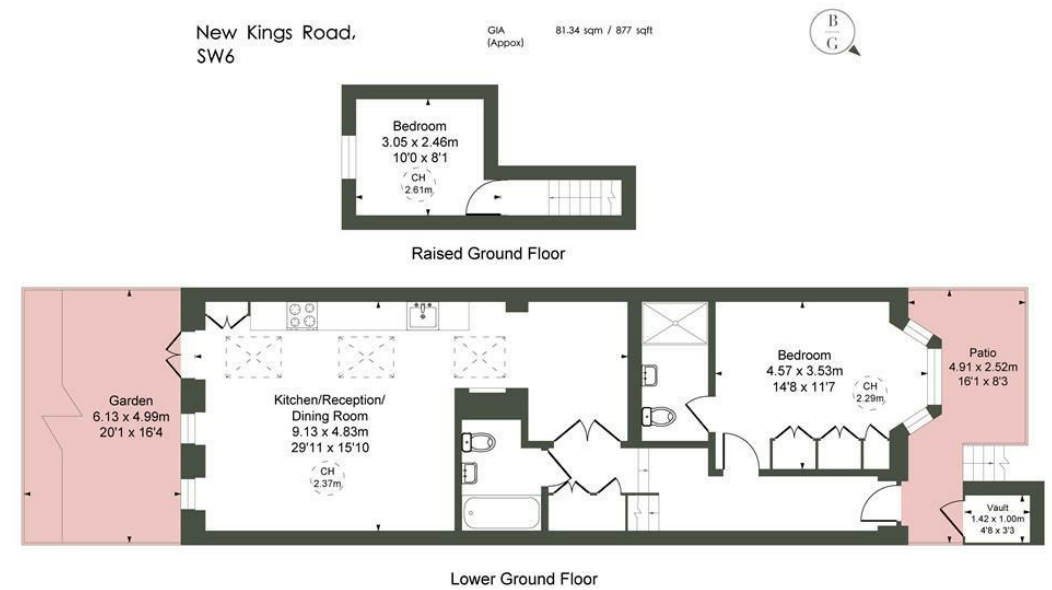 New Kings Road,
SW6
GIA
(Appox)
81.34 sqm / 877 sqft
B
G
Bedroom
3.05 x 2.46m
10'0 x 8'1
CH
2.61m
Raised Ground Floor
Garden
6.13 x 4.99m
20'1 x 16'4
Kitchen/Reception/
Dining Room
9.13 x 4.83m
29'11 x 15'10
CH
2.37m
Bedroom
4.57 x 3.53m
14'8 x 11'7
CH
2.29m
Patio
4.91 x 2.52m
16'1 x 8'3
Vault
1.42 x 1.00m
4'8 x 3'3
Lower Ground Floor